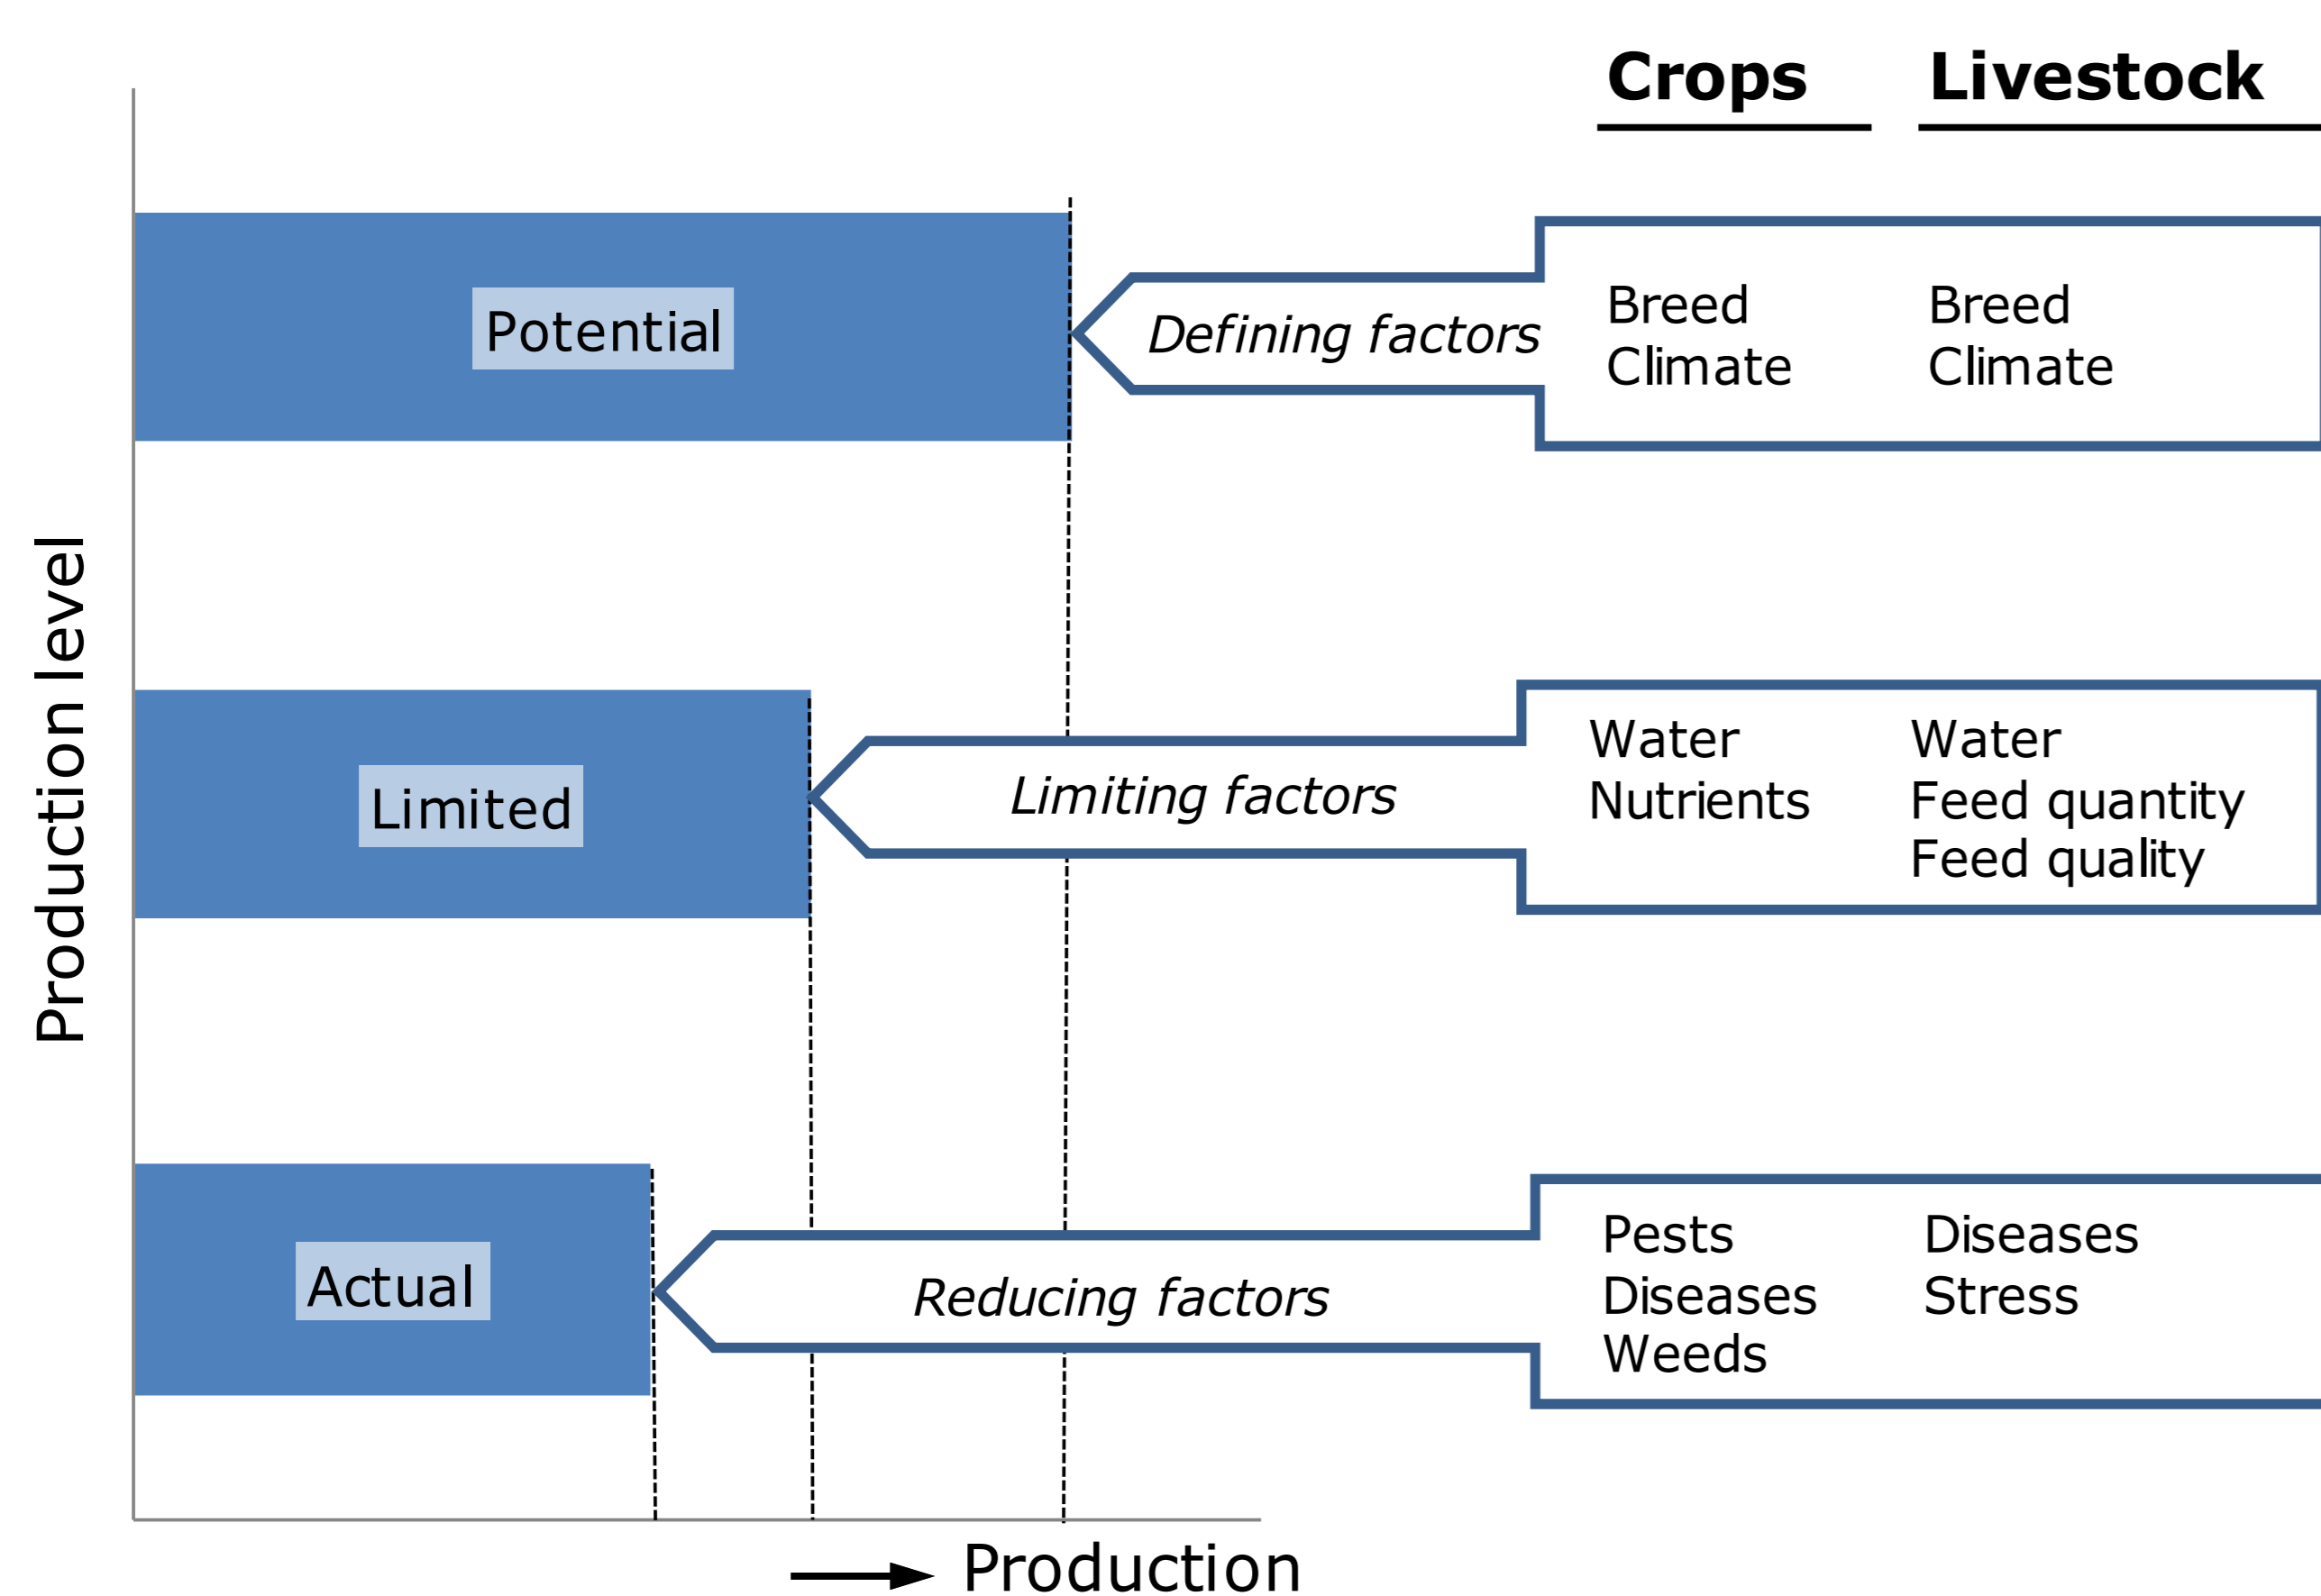 Crops
Livestock
Production level
Potential
Defining factors
Breed
Climate
Breed
Climate
Limited
Limiting factors
Water
Nutrients
Water
Feed quantity
Feed quality
Actual
Reducing factors
Pests
Diseases
Weeds
Diseases
Stress
Production